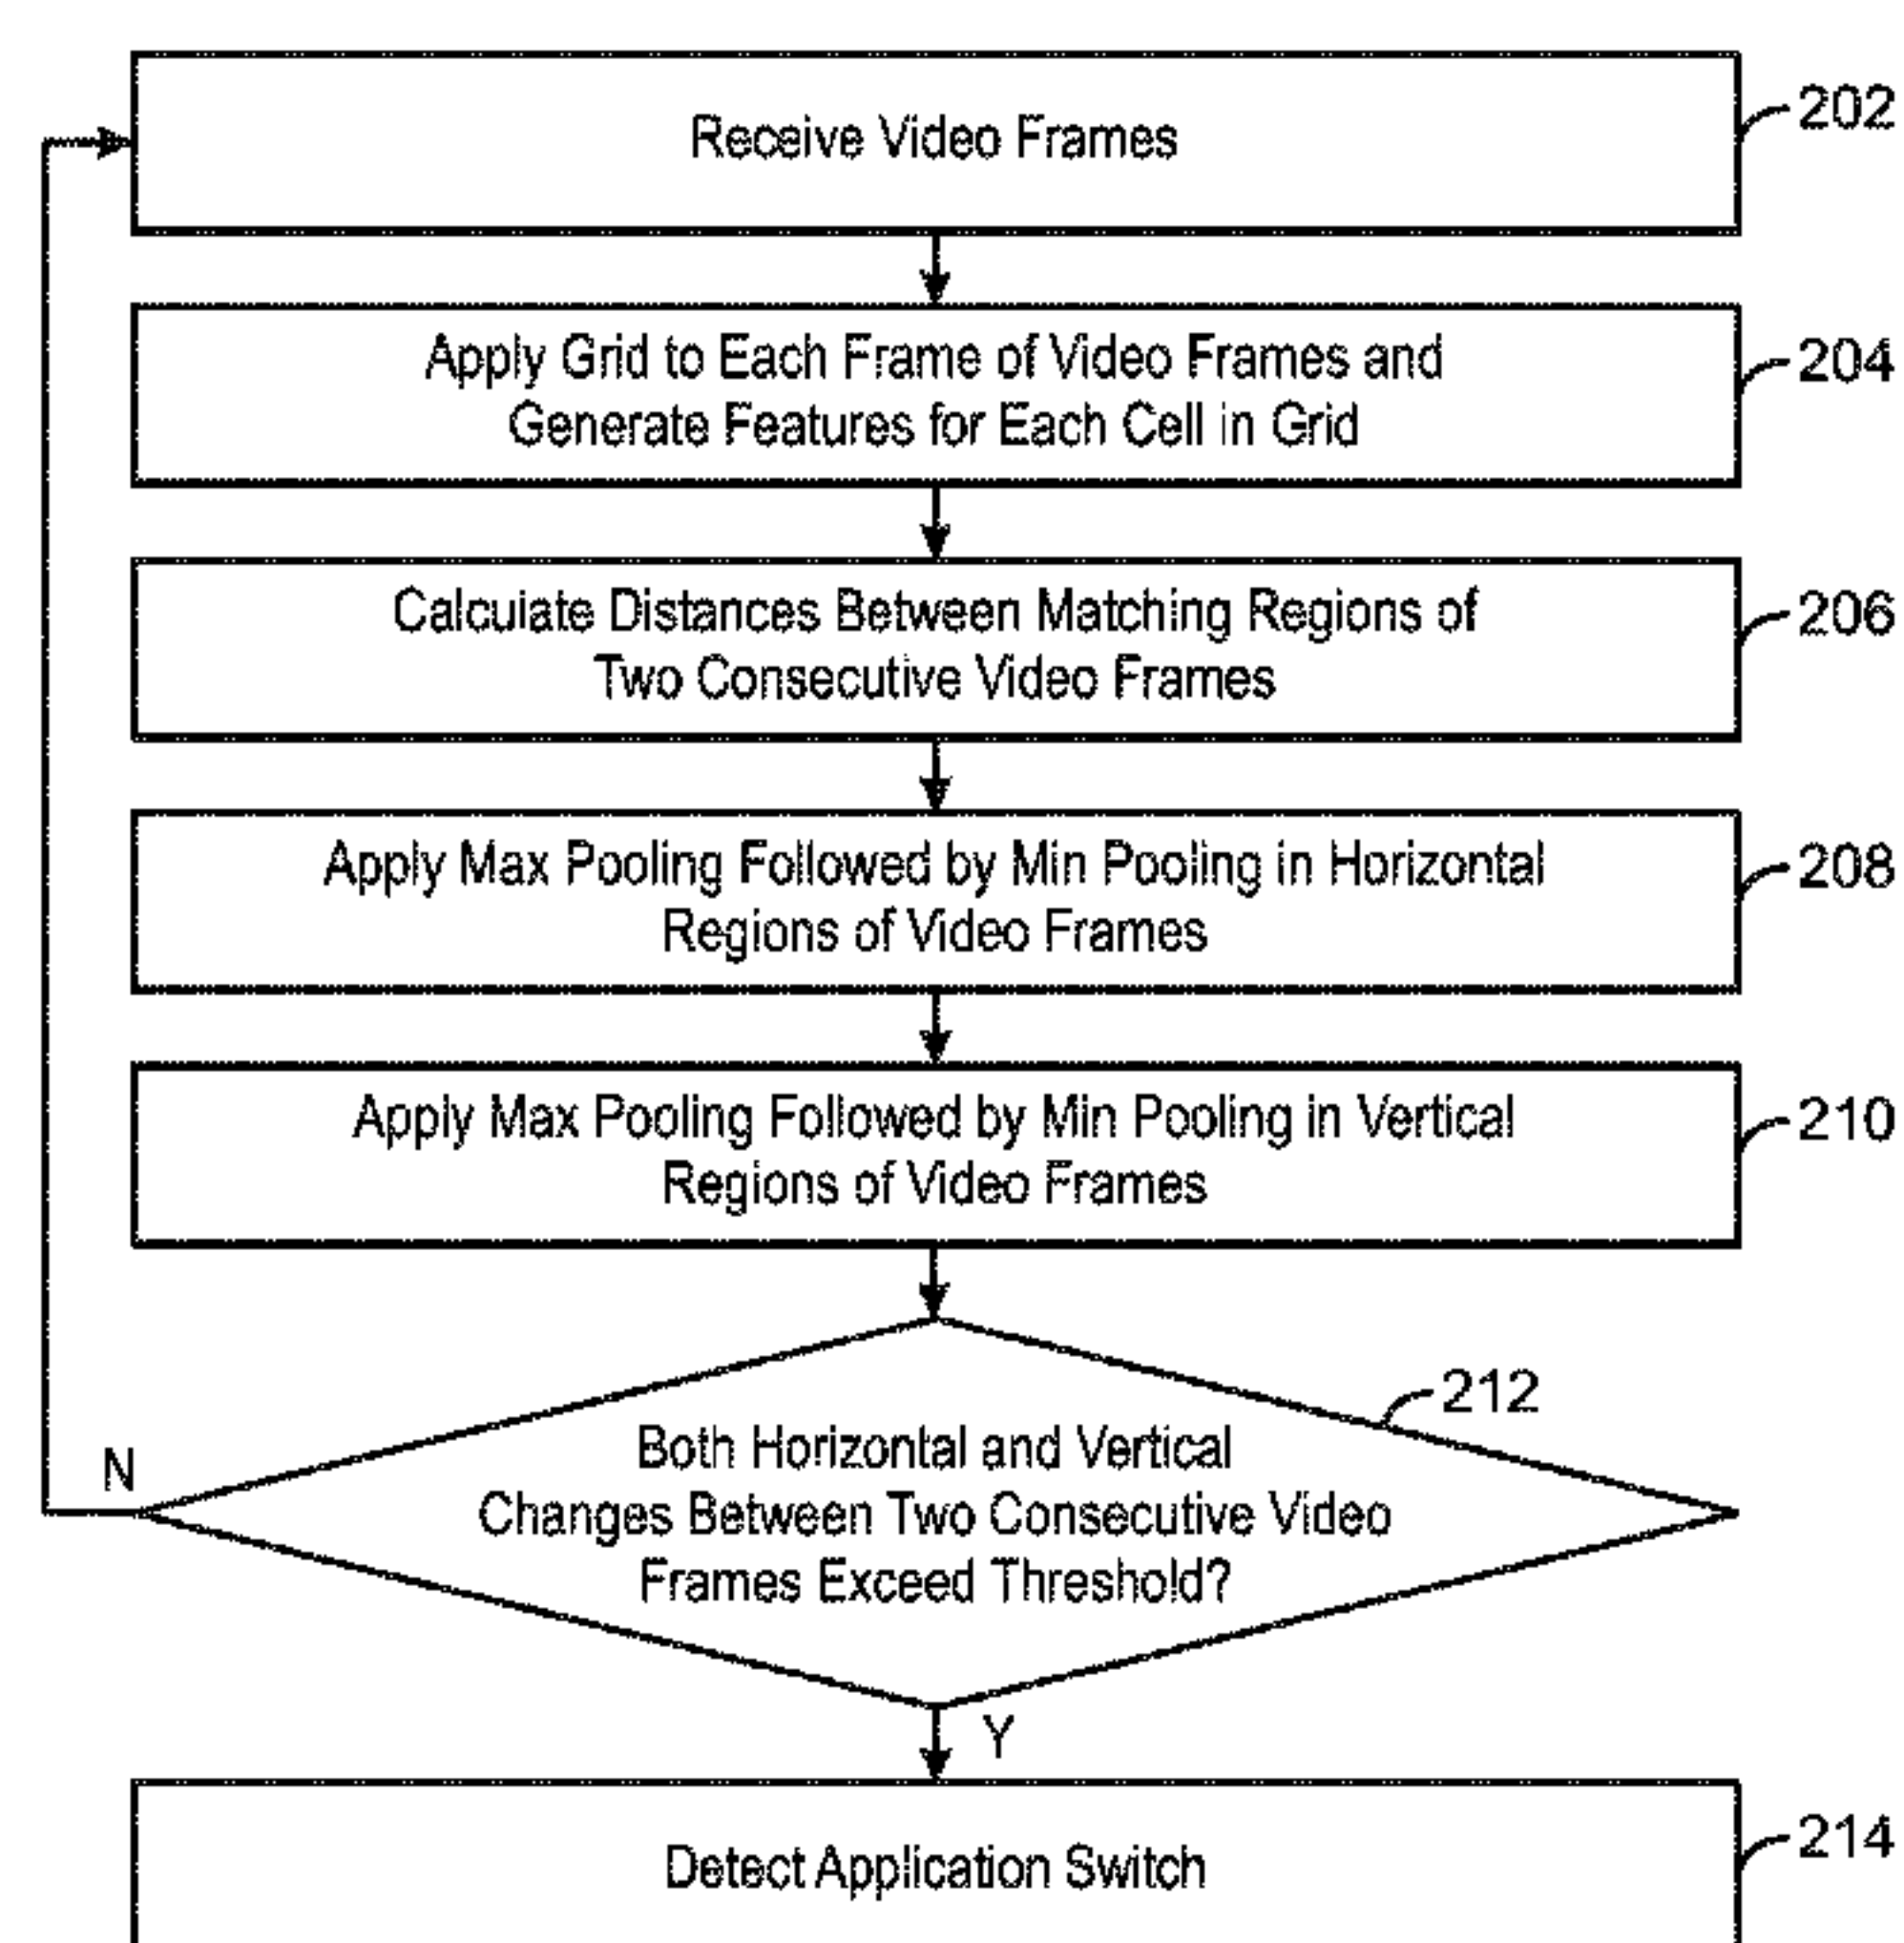 Receive Video Frames
202
Apply Grid to Each Frame of Video Frames and
Generate Features for Each Cell in Grid
204
Calcuiate Distances Between Matching Regions of
Two Consecutive Video Frames
206
Apply Max Pooling Followed by Min Pooling in Horizontal
Regions of Video Frames
208
Apply Max Pooling Followed by Min Pooling in Vertical
Regions of Video Frames
210
212
Both Horizontal and Vertical
Changes Between Two Consecutive Video
Frames Exceed Threshold?
N
Y
Detect Application Switch
214